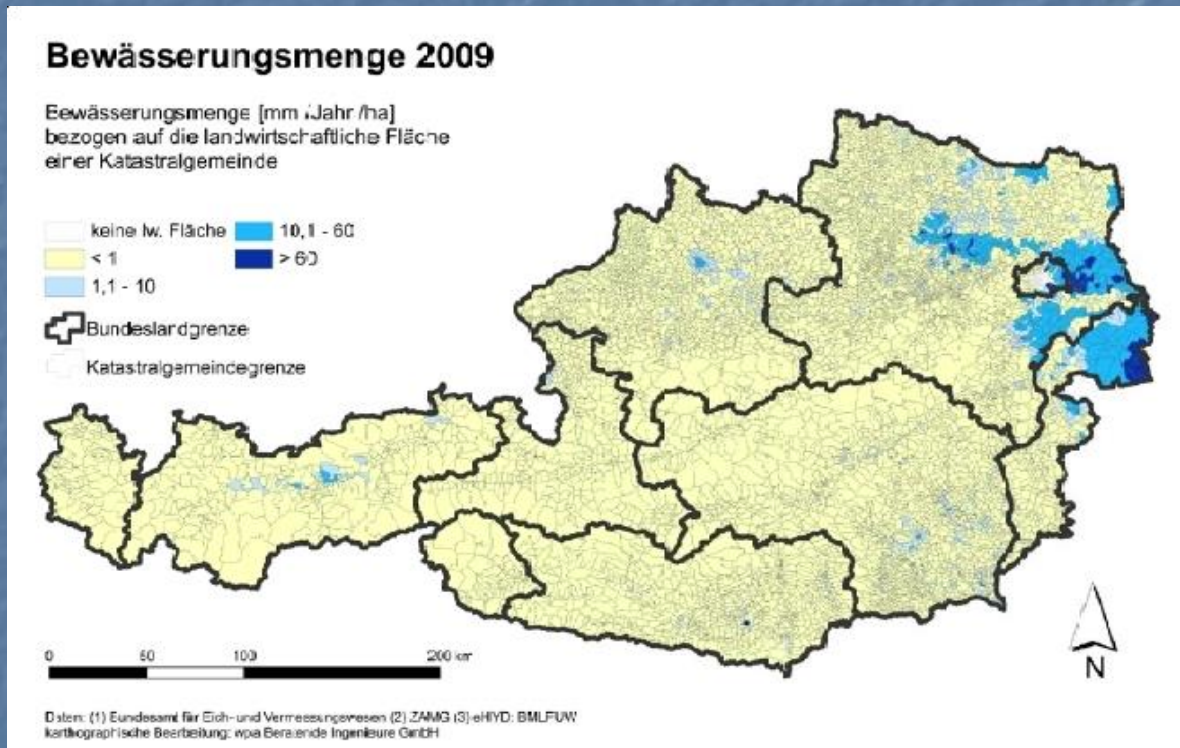 Bewässerungsmenge 2009
Bewässerungsmenge [mm /Jahr /ha]
bezogen auf die landwirtschaftliche Fläche
einer Katastralgemeinde
keine lw. Fläche
10,1 - 60
< 1
> 60
1,1 - 10
Bundeslandgrenze
Katastralgemeindegrenze
0 50 100 200 km
N
Daten: (1) Bundesamt für Eich- und Vermessungswesen (2) ZAMG (3) eHYD: BMLFUW
karthographische Bearbeitung: wpa Beratende Ingenieure GmbH